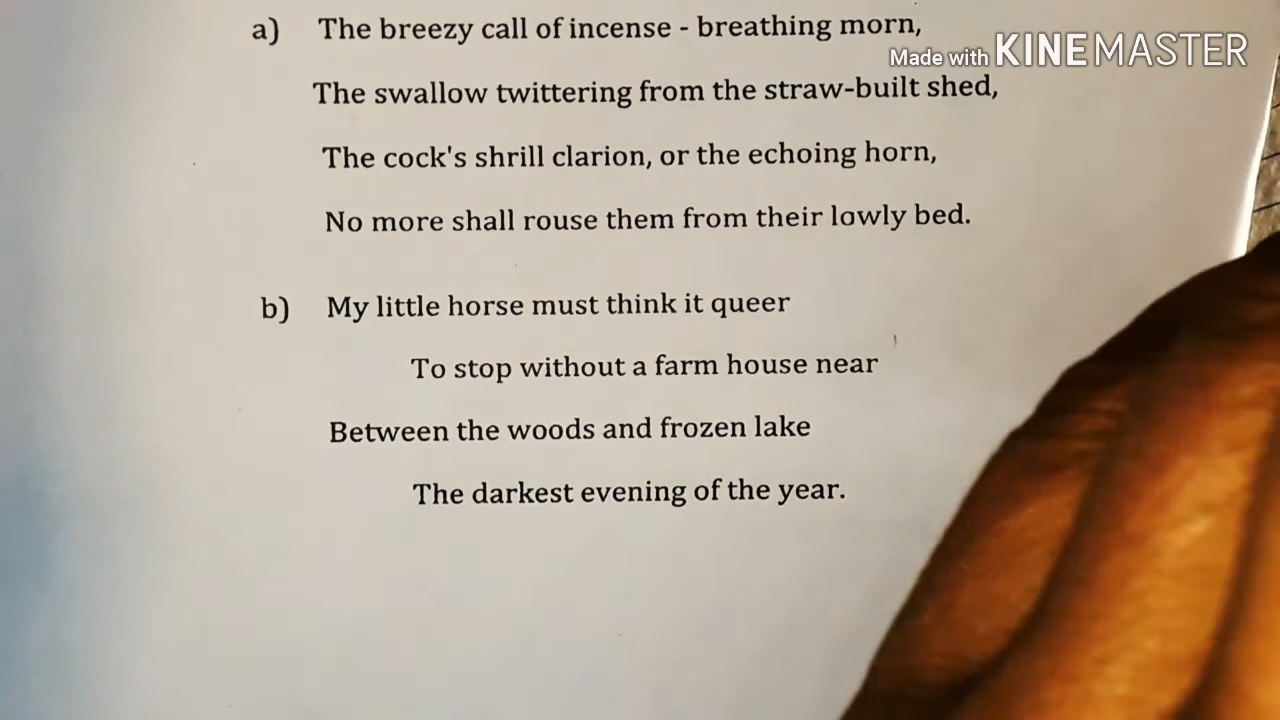 a) The breezy call of incense - breathing morn,
Made with KINEMASTER
The swallow twittering from the straw-built shed,
The cock's shrill clarion, or the echoing horn,
No more shall rouse them from their lowly bed.
b) My little horse must think it queer
To stop without a farm house near
Between the woods and frozen lake
The darkest evening of the year.